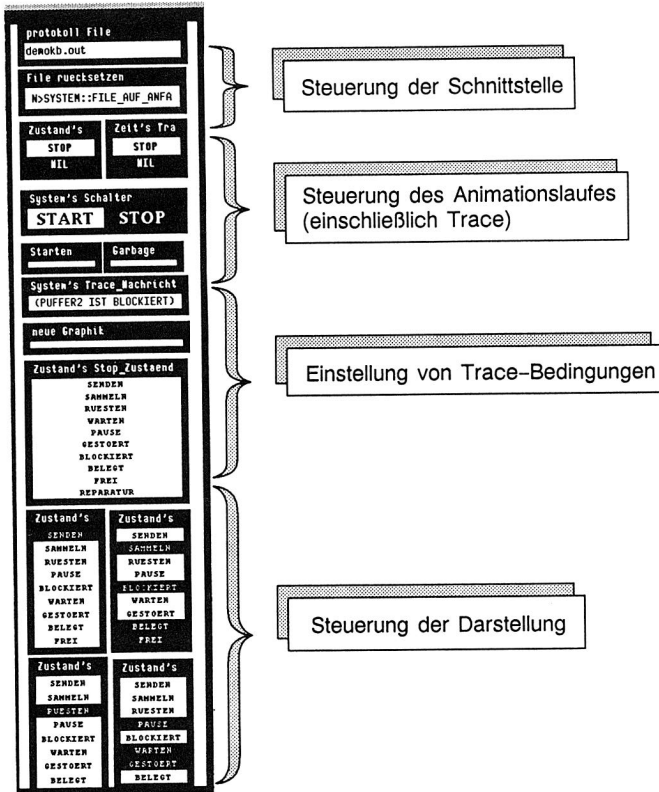 protokoll File
demokb.out
File ruecksetzen
N>SYSTEM::FILE_AUF_ANFA
Zustand's Zeit's Tra
STOP STOP
NIL NIL
System's Schalter
START STOP
Starten Garbage
System's Trace_Nachricht
(PUFFER2 IST BLOCKIERT)
neue Graphik
Zustand's Stop_Zustaend
SENDEN
SAMMELN
RUESTEN
WARTEN
PAUSE
GESTOERT
BLOCKIERT
BELEGT
FREI
REPARATUR
Zustand's
SENDEN
SAMMELN
RUESTEN
PAUSE
BLOCKIERT
WARTEN
GESTOERT
BELEGT
FREI
Zustand's
SENDEN
SAMMELN
RUESTEN
PAUSE
BLOCKIERT
WARTEN
GESTOERT
BELEGT
FREI
Zustand's
SENDEN
SAMMELN
RUESTEN
PAUSE
BLOCKIERT
WARTEN
GESTOERT
BELEGT
Zustand's
SENDEN
SAMMELN
RUESTEN
PAUSE
BLOCKIERT
WARTEN
GESTOERT
BELEGT
Steuerung der Schnittstelle
Steuerung des Animationslaufes
(einschließlich Trace)
Einstellung von Trace–Bedingungen
Steuerung der Darstellung